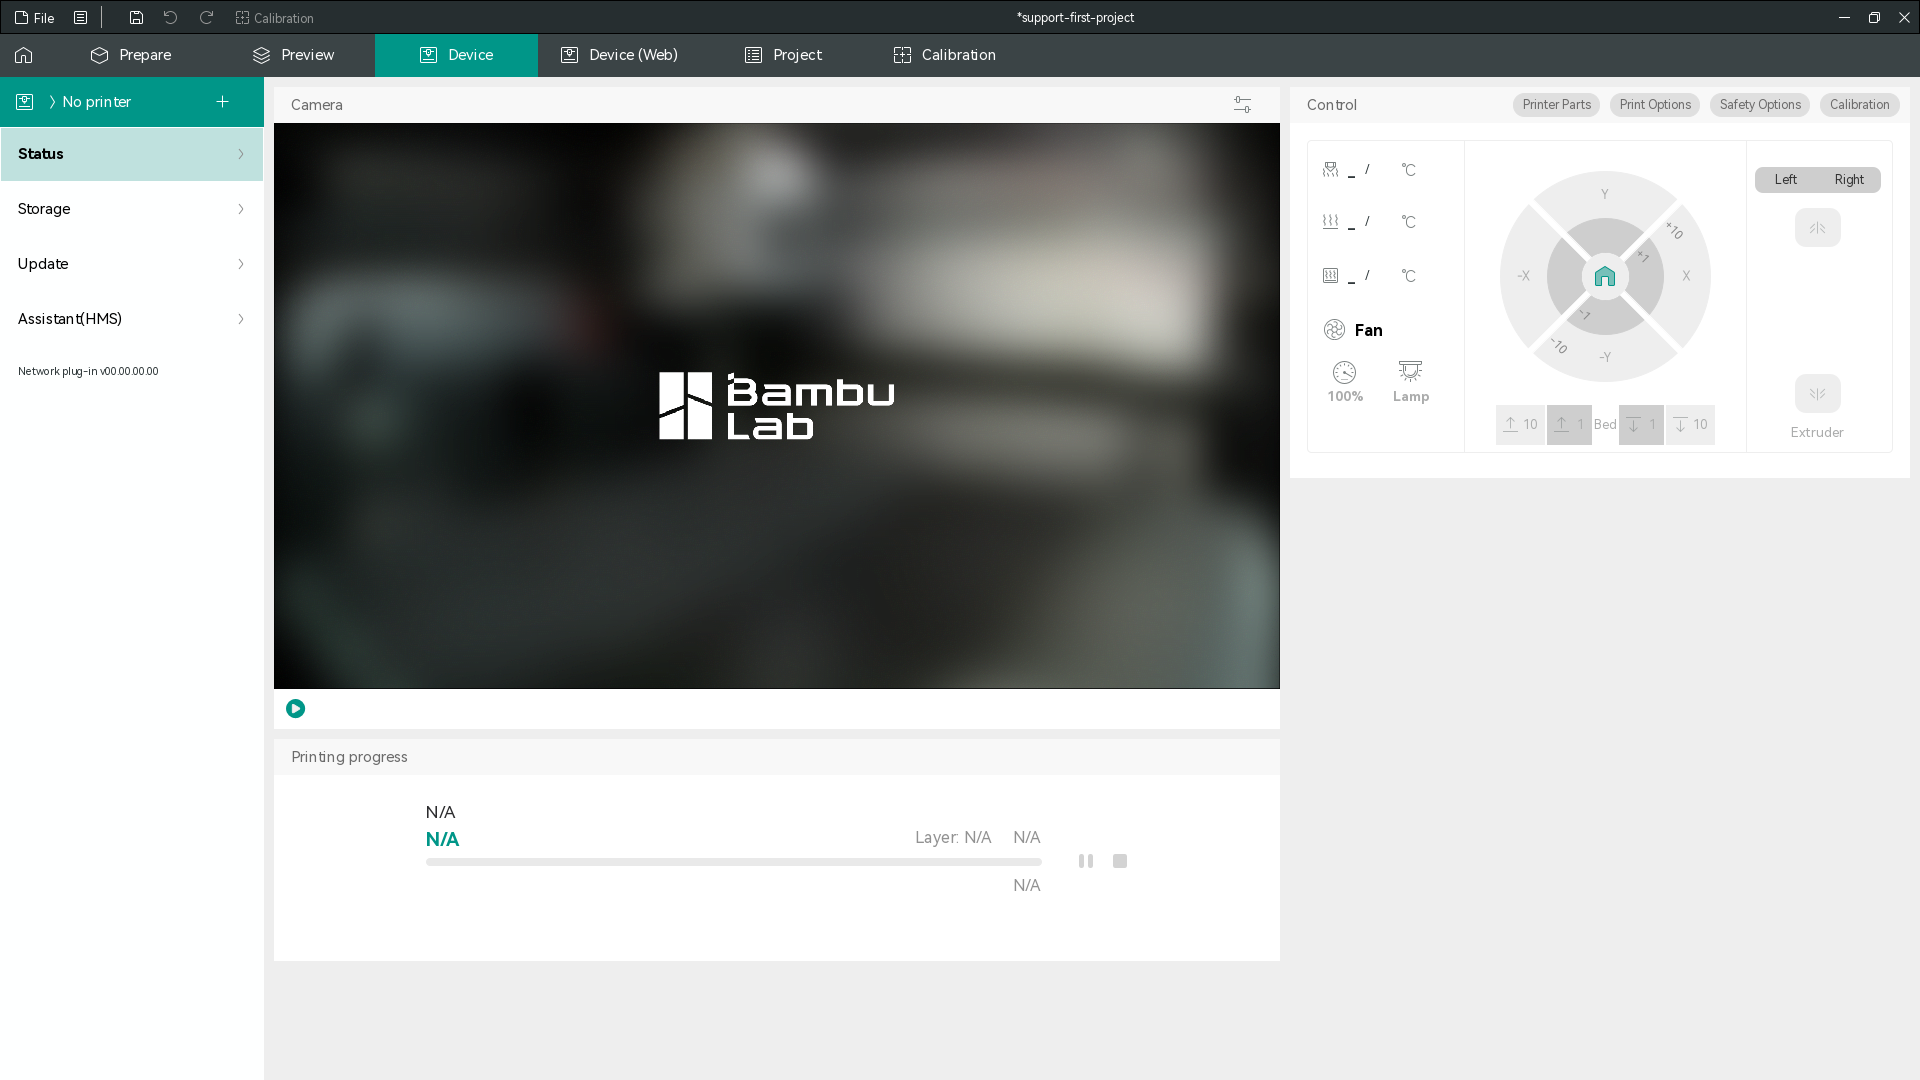 File
Calibration
*support-first-project
Prepare
Preview
Device
Device (Web)
Project
Calibration
No printer
Status
Storage
Update
Assistant(HMS)
Network plug-in v00.00.00.00
Camera
Bambu
Lab
Printing progress
N/A
N/A
Layer: N/A N/A
N/A
Control
Printer Parts
Print Options
Safety Options
Calibration
_ / °C
_ / °C
_ / °C
Fan
100%
Lamp
Y
+10
+1
-X
X
-1
-10
-Y
10
1
Bed
1
10
Left
Right
Extruder